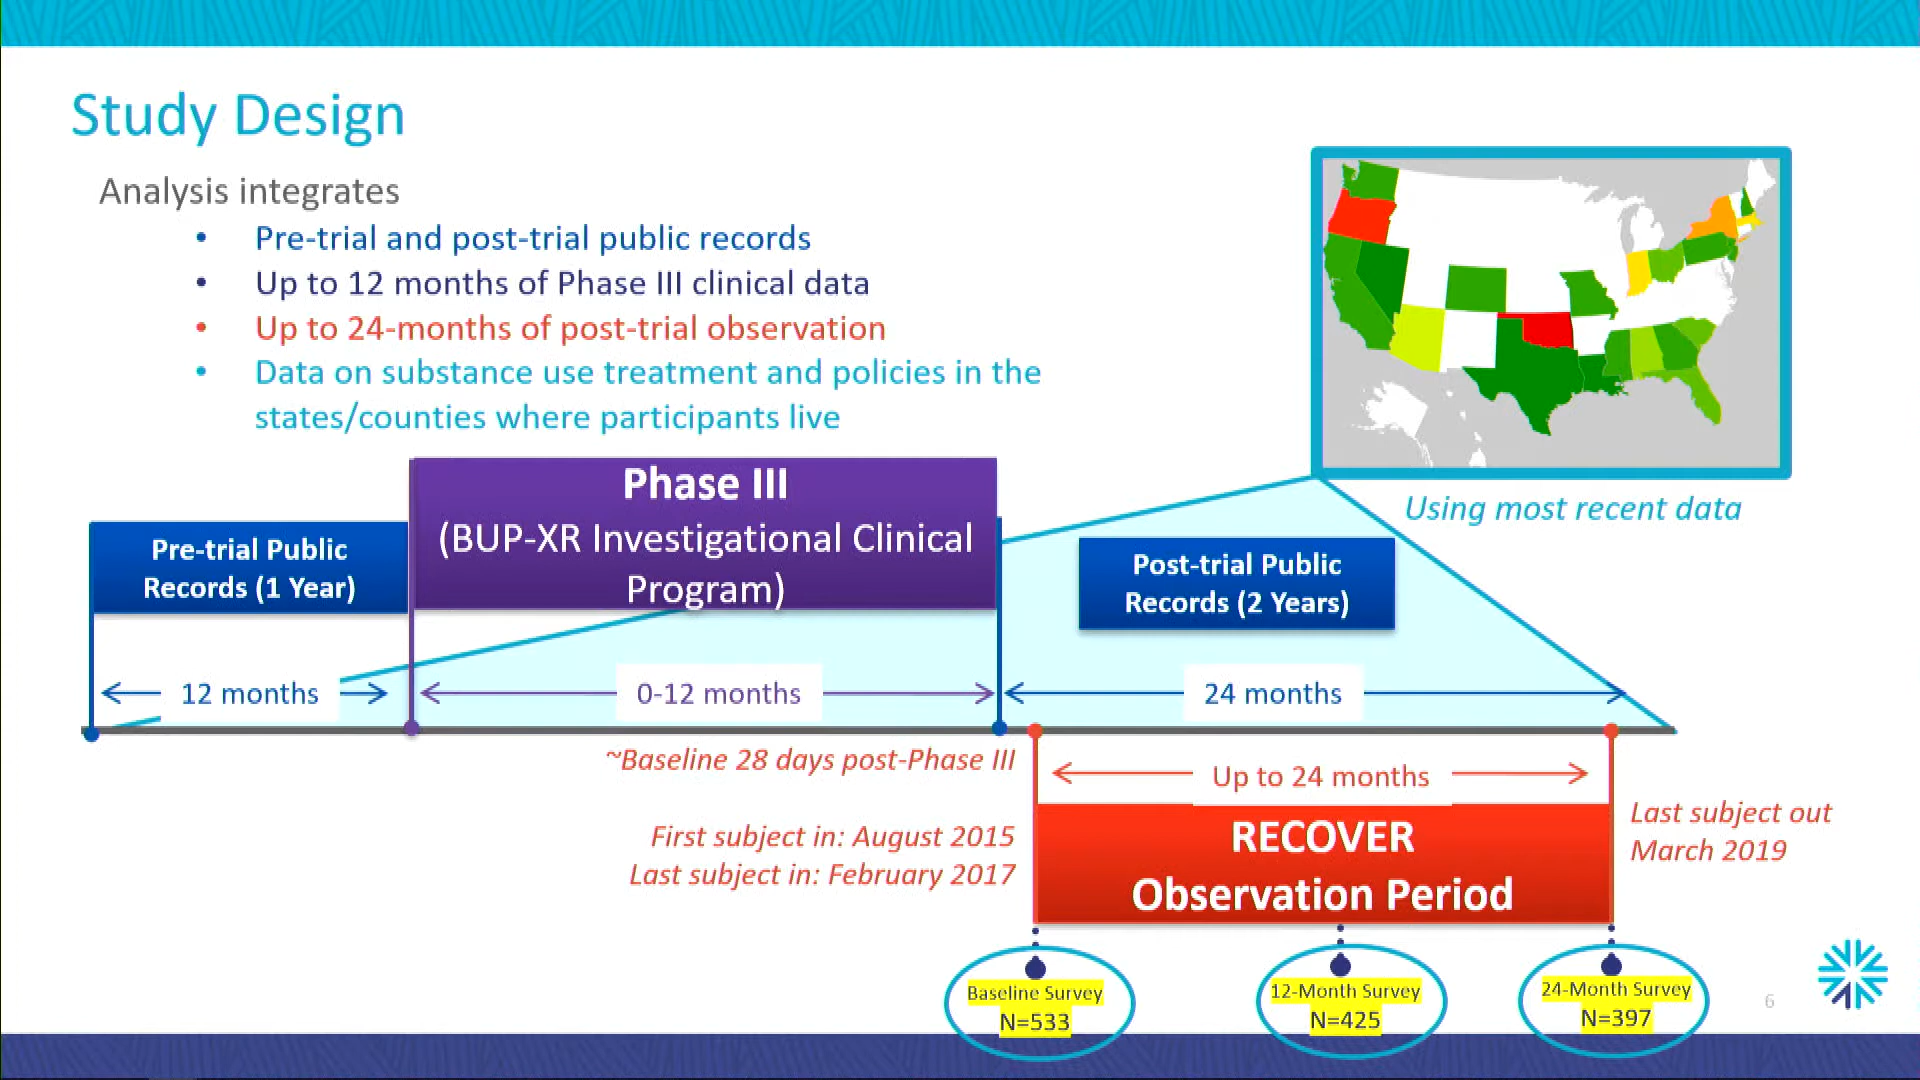 Study Design
Analysis integrates
• Pre-trial and post-trial public records
• Up to 12 months of Phase III clinical data
• Up to 24-months of post-trial observation
• Data on substance use treatment and policies in the
states/counties where participants live
Using most recent data
Pre-trial Public
Records (1 Year)
Phase III
(BUP-XR Investigational Clinical
Program)
Post-trial Public
Records (2 Years)
12 months
0-12 months
24 months
~Baseline 28 days post-Phase III
First subject in: August 2015
Last subject in: February 2017
Up to 24 months
RECOVER
Observation Period
Last subject out
March 2019
Baseline Survey
N=533
12-Month Survey
N=425
24-Month Survey
N=397
6